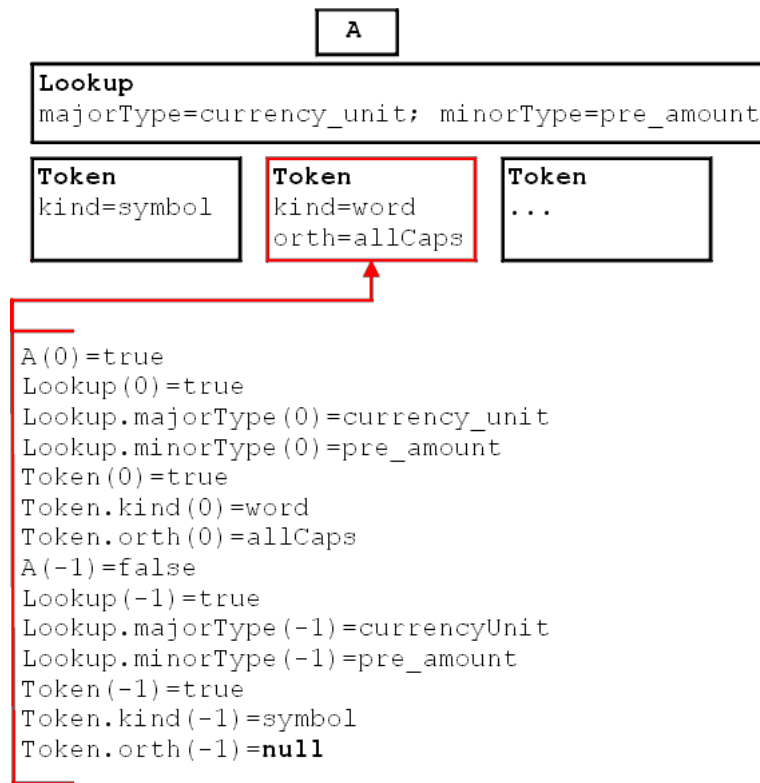 A
Lookup
majorType=currency_unit; minorType=pre_amount
Token
kind=symbol
Token
kind=word
orth=allCaps
Token
...
A(0)=true
Lookup(0)=true
Lookup.majorType(0)=currency_unit
Lookup.minorType(0)=pre_amount
Token(0)=true
Token.kind(0)=word
Token.orth(0)=allCaps
A(-1)=false
Lookup(-1)=true
Lookup.majorType(-1)=currencyUnit
Lookup.minorType(-1)=pre_amount
Token(-1)=true
Token.kind(-1)=symbol
Token.orth(-1)=null